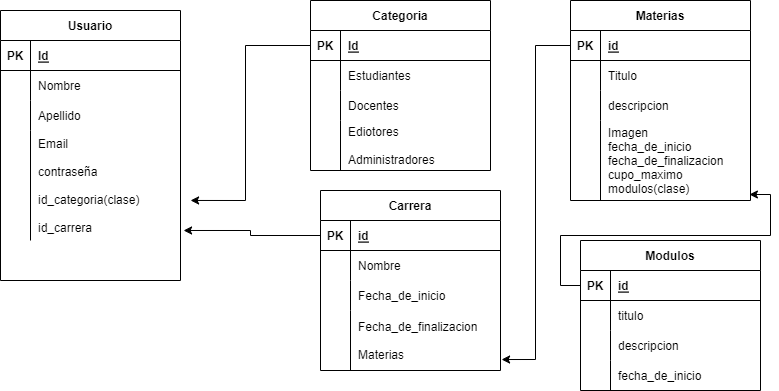 Usuario
PK Id
Nombre
Apellido
Email
contraseña
id_categoria(clase)
id_carrera
Categoria
PK Id
Estudiantes
Docentes
Ediotores
Administradores
Carrera
PK id
Nombre
Fecha_de_inicio
Fecha_de_finalizacion
Materias
Materias
PK id
Titulo
descripcion
Imagen
fecha_de_inicio
fecha_de_finalizacion
cupo_maximo
modulos(clase)
Modulos
PK id
titulo
descripcion
fecha_de_inicio